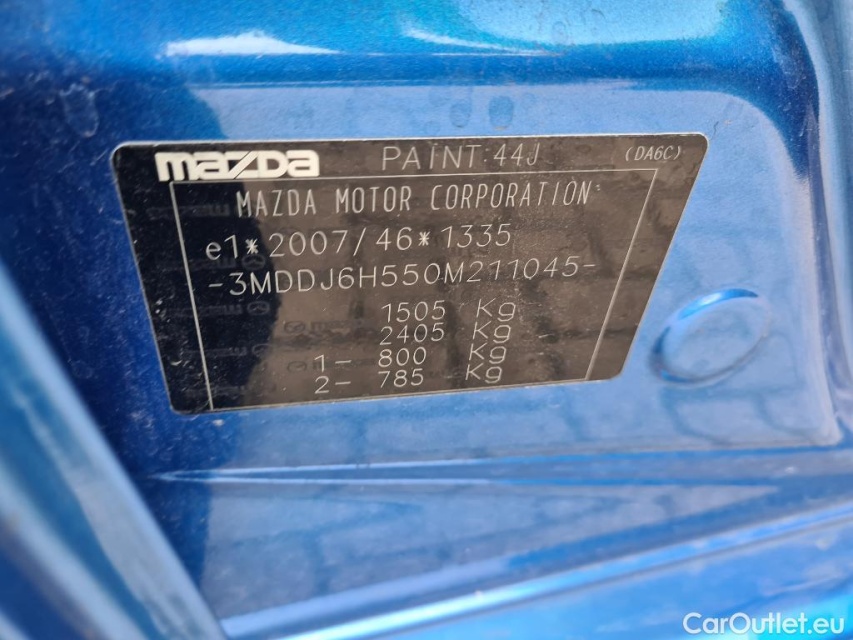 mazda PAINT:44J (DA6C)
MAZDA MOTOR CORPORATION
e1*2007/46*1335
-3MDDJ6H550M211045-
1505 Kg
2405 Kg
1- 800 Kg
2- 785 Kg
CarOutlet.eu